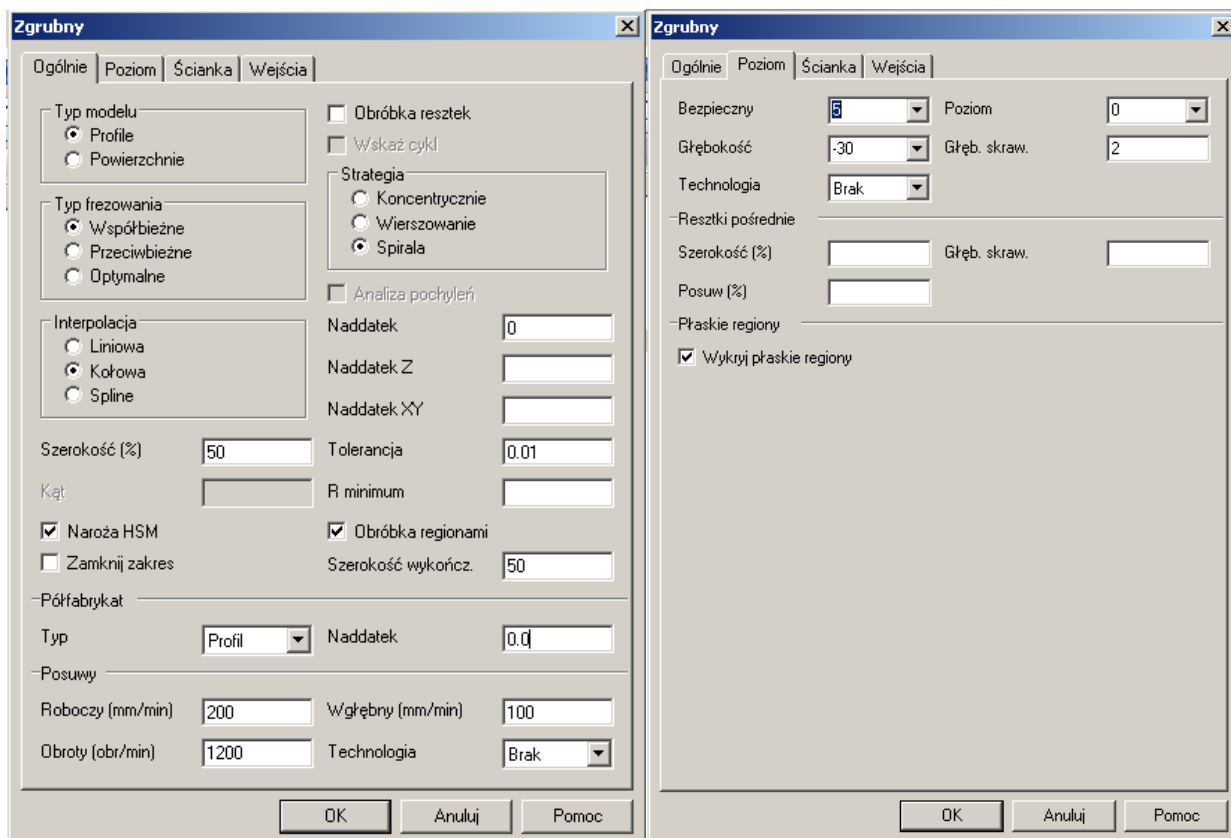 Zgrubny
Ogólnie Poziom Ścianka Wejścia
Typ modelu
Profile
Powierzchnie
Obróbka resztek
Wskaż cykl
Typ frezowania
Współbieżne
Przeciwbieżne
Optymalne
Strategia
Koncentrycznie
Wierszowanie
Spirala
Analiza pochyleń
Interpolacja
Liniowa
Kołowa
Spline
Naddatek 0
Naddatek Z
Naddatek XY
Szerokość (%) 50 Tolerancja 0.01
Kąt R minimum
Naroża HSM Obróbka regionami
Zamknij zakres Szerokość wykończ. 50
Półfabrykat
Typ Profil Naddatek 0.0
Posuwy
Roboczy (mm/min) 200 Wgłębny (mm/min) 100
Obroty (obr/min) 1200 Technologia Brak
OK Anuluj Pomoc
Zgrubny
Ogólnie Poziom Ścianka Wejścia
Bezpieczny 5 Poziom 0
Głębokość -30 Głęb. skraw. 2
Technologia Brak
Resztki pośrednie
Szerokość (%) Głęb. skraw.
Posuw (%)
Płaskie regiony
Wykryj płaskie regiony
OK Anuluj Pomoc